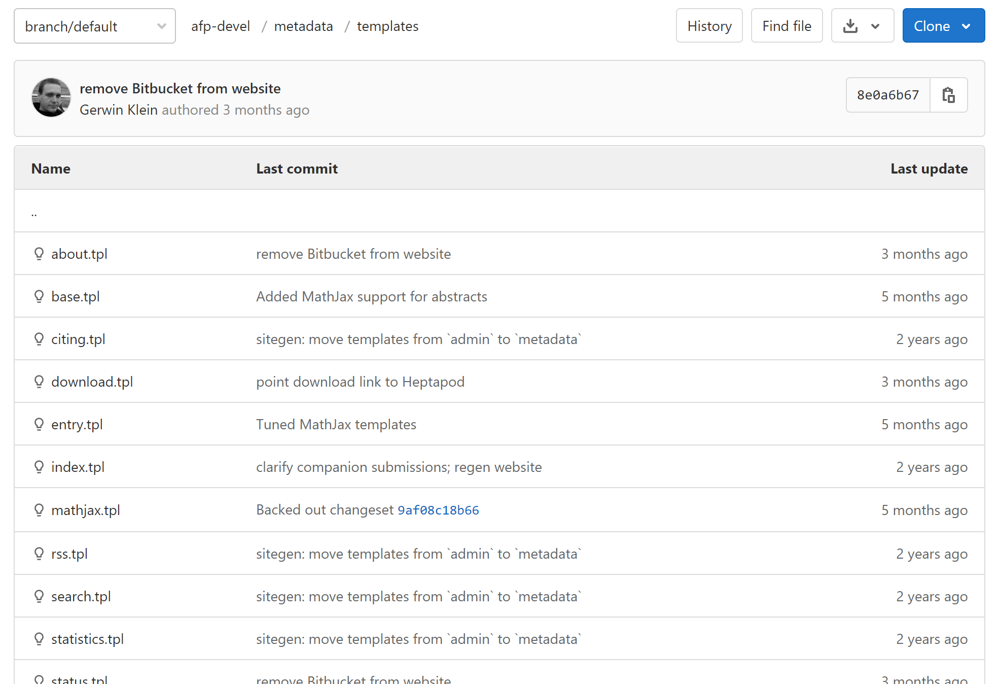 branch/default afp-devel / metadata / templates History Find file Clone
remove Bitbucket from website
Gerwin Klein authored 3 months ago
8e0a6b67
Name Last commit Last update
..
about.tpl remove Bitbucket from website 3 months ago
base.tpl Added MathJax support for abstracts 5 months ago
citing.tpl sitegen: move templates from `admin` to `metadata` 2 years ago
download.tpl point download link to Heptapod 3 months ago
entry.tpl Tuned MathJax templates 5 months ago
index.tpl clarify companion submissions; regen website 2 years ago
mathjax.tpl Backed out changeset 9af08c18b66 5 months ago
rss.tpl sitegen: move templates from `admin` to `metadata` 2 years ago
search.tpl sitegen: move templates from `admin` to `metadata` 2 years ago
statistics.tpl sitegen: move templates from `admin` to `metadata` 2 years ago
status.tpl remove Bitbucket from website 3 months ago